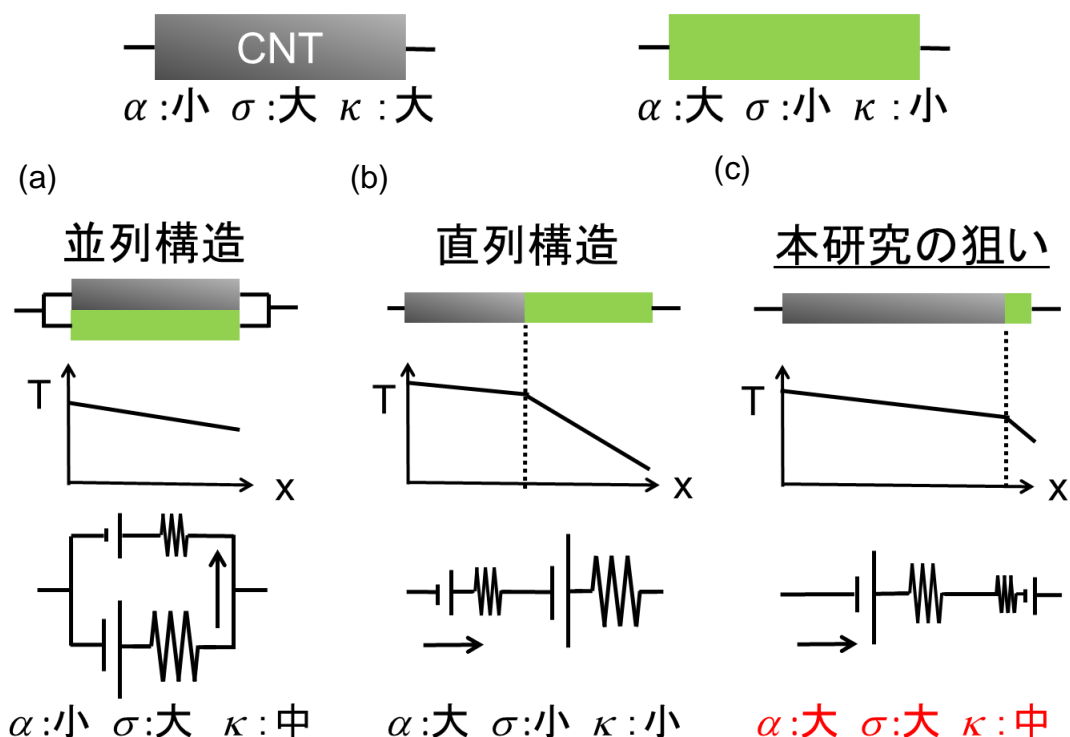 CNT
α:小 σ:大 κ:大
α:大 σ:小 κ:小
(a)
(b)
(c)
並列構造
直列構造
本研究の狙い
T
x
T
x
T
x
α:小 σ:大 κ:中
α:大 σ:小 κ:小
α:大 σ:大 κ:中